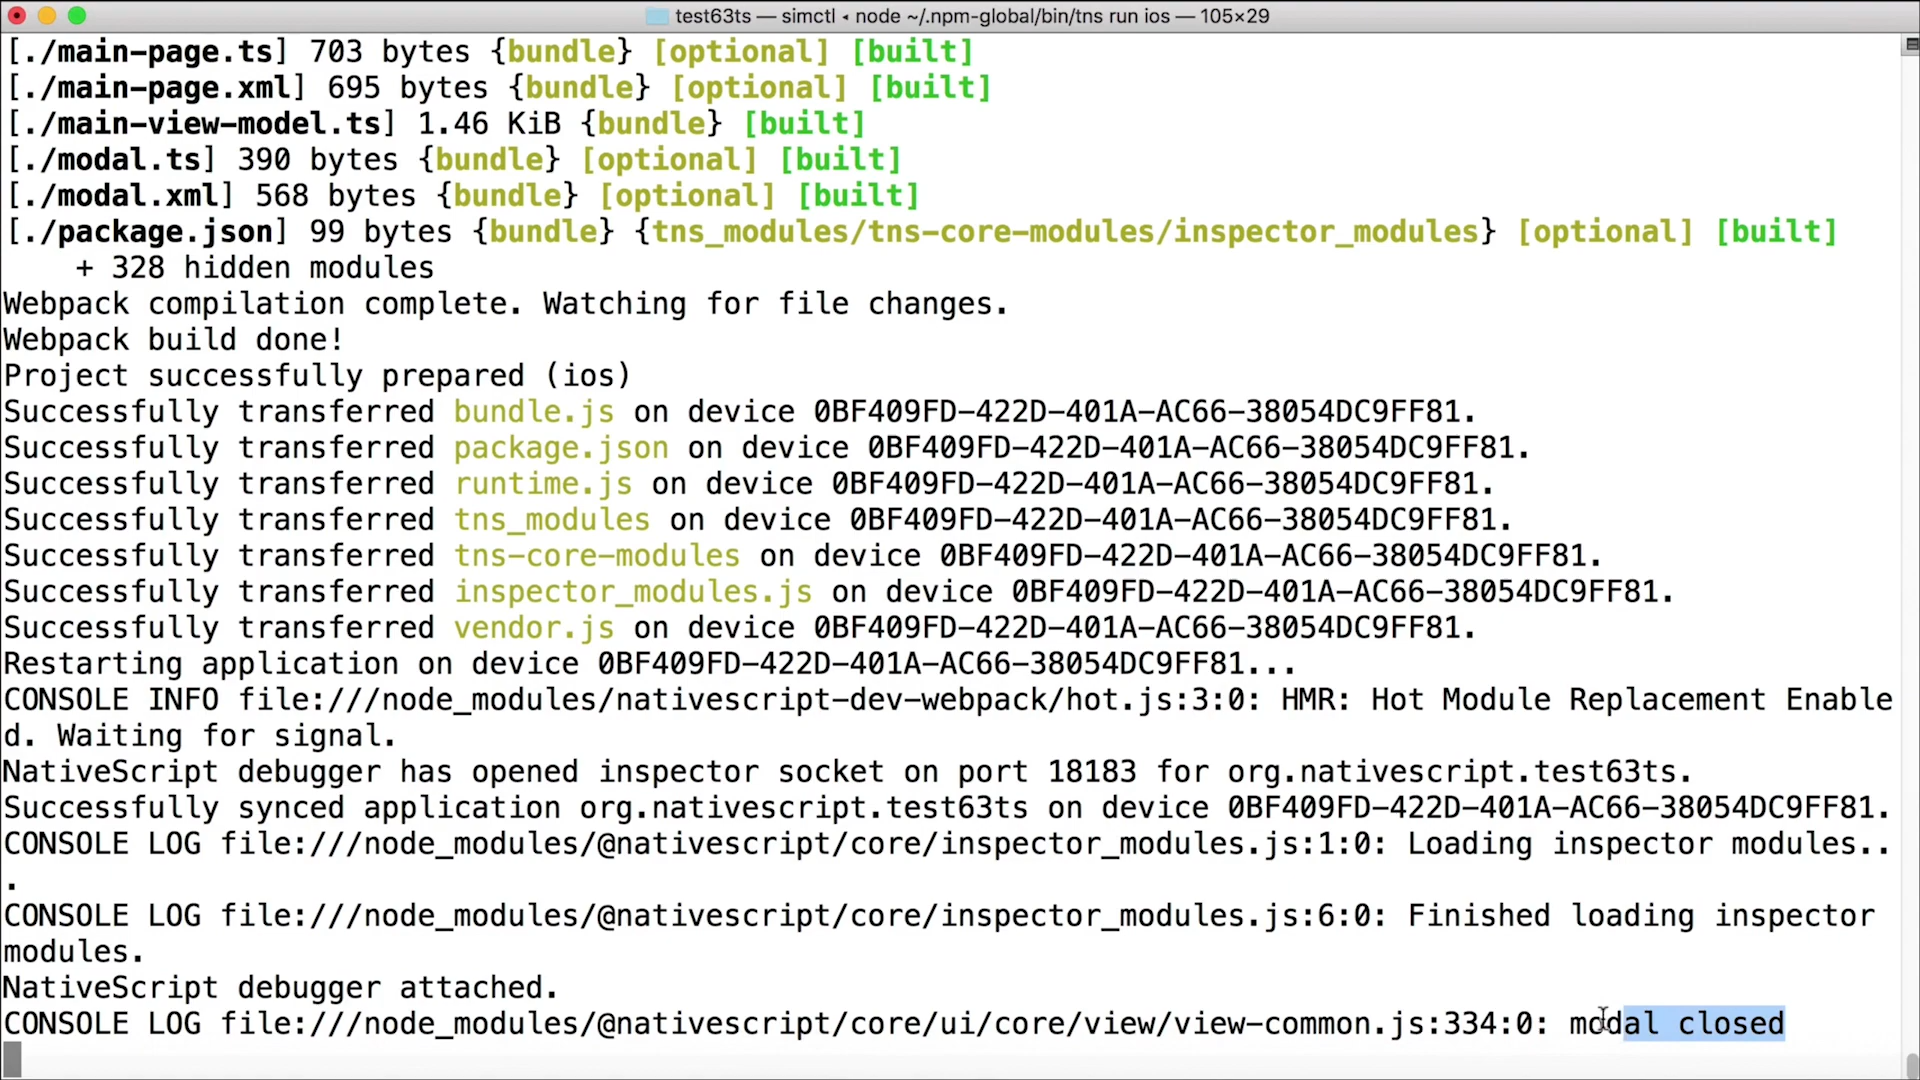 test63ts — simctl ◂ node ~/.npm-global/bin/tns run ios — 105×29
[./main-page.ts] 703 bytes {bundle} [optional] [built]
[./main-page.xml] 695 bytes {bundle} [optional] [built]
[./main-view-model.ts] 1.46 KiB {bundle} [built]
[./modal.ts] 390 bytes {bundle} [optional] [built]
[./modal.xml] 568 bytes {bundle} [optional] [built]
[./package.json] 99 bytes {bundle} {tns_modules/tns-core-modules/inspector_modules} [optional] [built]
    + 328 hidden modules
Webpack compilation complete. Watching for file changes.
Webpack build done!
Project successfully prepared (ios)
Successfully transferred bundle.js on device 0BF409FD-422D-401A-AC66-38054DC9FF81.
Successfully transferred package.json on device 0BF409FD-422D-401A-AC66-38054DC9FF81.
Successfully transferred runtime.js on device 0BF409FD-422D-401A-AC66-38054DC9FF81.
Successfully transferred tns_modules on device 0BF409FD-422D-401A-AC66-38054DC9FF81.
Successfully transferred tns-core-modules on device 0BF409FD-422D-401A-AC66-38054DC9FF81.
Successfully transferred inspector_modules.js on device 0BF409FD-422D-401A-AC66-38054DC9FF81.
Successfully transferred vendor.js on device 0BF409FD-422D-401A-AC66-38054DC9FF81.
Restarting application on device 0BF409FD-422D-401A-AC66-38054DC9FF81...
CONSOLE INFO file:///node_modules/nativescript-dev-webpack/hot.js:3:0: HMR: Hot Module Replacement Enable
d. Waiting for signal.
NativeScript debugger has opened inspector socket on port 18183 for org.nativescript.test63ts.
Successfully synced application org.nativescript.test63ts on device 0BF409FD-422D-401A-AC66-38054DC9FF81.
CONSOLE LOG file:///node_modules/@nativescript/core/inspector_modules.js:1:0: Loading inspector modules..
.
CONSOLE LOG file:///node_modules/@nativescript/core/inspector_modules.js:6:0: Finished loading inspector
modules.
NativeScript debugger attached.
CONSOLE LOG file:///node_modules/@nativescript/core/ui/core/view/view-common.js:334:0: modal closed